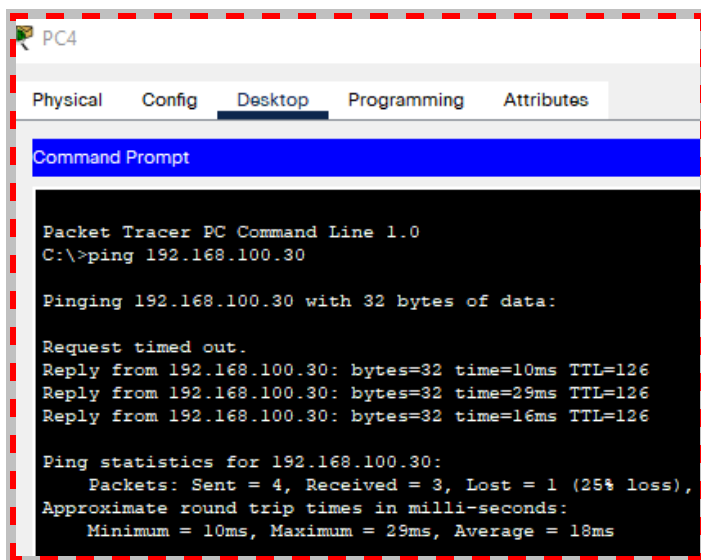 PC4
Physical Config Desktop Programming Attributes
Command Prompt
Packet Tracer PC Command Line 1.0
C:\>ping 192.168.100.30
Pinging 192.168.100.30 with 32 bytes of data:
Request timed out.
Reply from 192.168.100.30: bytes=32 time=10ms TTL=126
Reply from 192.168.100.30: bytes=32 time=29ms TTL=126
Reply from 192.168.100.30: bytes=32 time=16ms TTL=126
Ping statistics for 192.168.100.30:
Packets: Sent = 4, Received = 3, Lost = 1 (25% loss),
Approximate round trip times in milli-seconds:
Minimum = 10ms, Maximum = 29ms, Average = 18ms